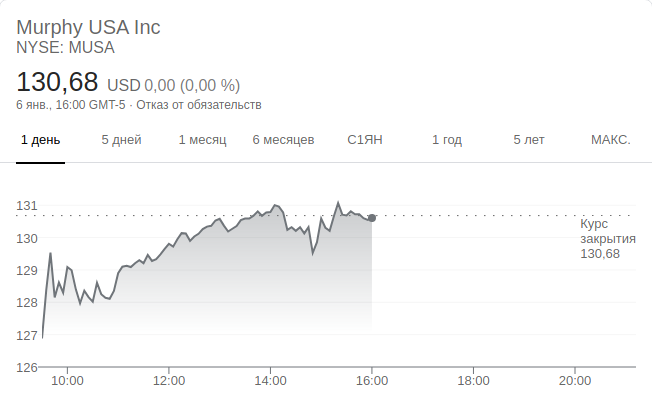 Murphy USA Inc
NYSE: MUSA
130,68 USD 0,00 (0,00 %)
6 янв., 16:00 GMT-5 · Отказ от обязательств
1 день 5 дней 1 месяц 6 месяцев С1ЯН 1 год 5 лет МАКС.
131
130
129
128
127
126
Курс
закрытия
130,68
10:00 12:00 14:00 16:00 18:00 20:00